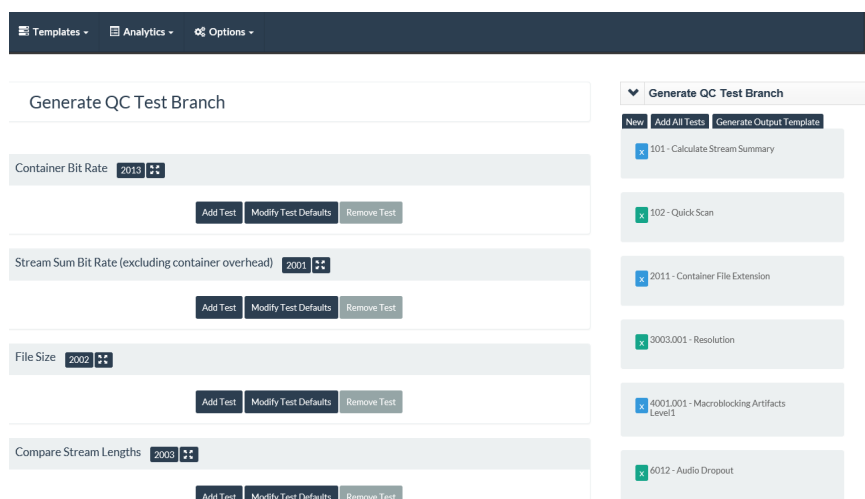 Templates
Analytics
Options
Generate QC Test Branch
Container Bit Rate 2013
Add Test Modify Test Defaults Remove Test
Stream Sum Bit Rate (excluding container overhead) 2001
Add Test Modify Test Defaults Remove Test
File Size 2002
Add Test Modify Test Defaults Remove Test
Compare Stream Lengths 2003
Add Test Modify Test Defaults Remove Test
Generate QC Test Branch
New Add All Tests Generate Output Template
x 101 - Calculate Stream Summary
x 102 - Quick Scan
x 2011 - Container File Extension
x 3003.001 - Resolution
x 4001.001 - Macroblocking Artifacts
Level1
x 6012 - Audio Dropout